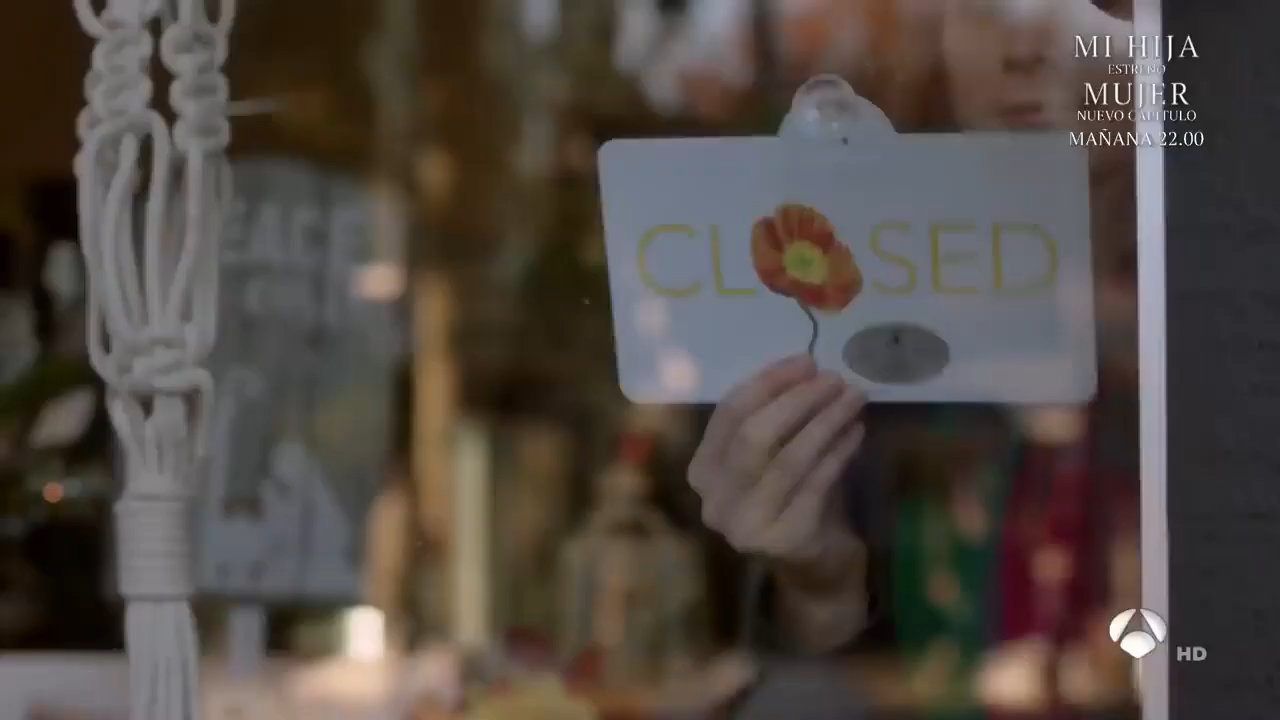 MI HIJA
ESTRENO
MUJER
NUEVO CAPÍTULO
MAÑANA 22.00
CLOSED
HD